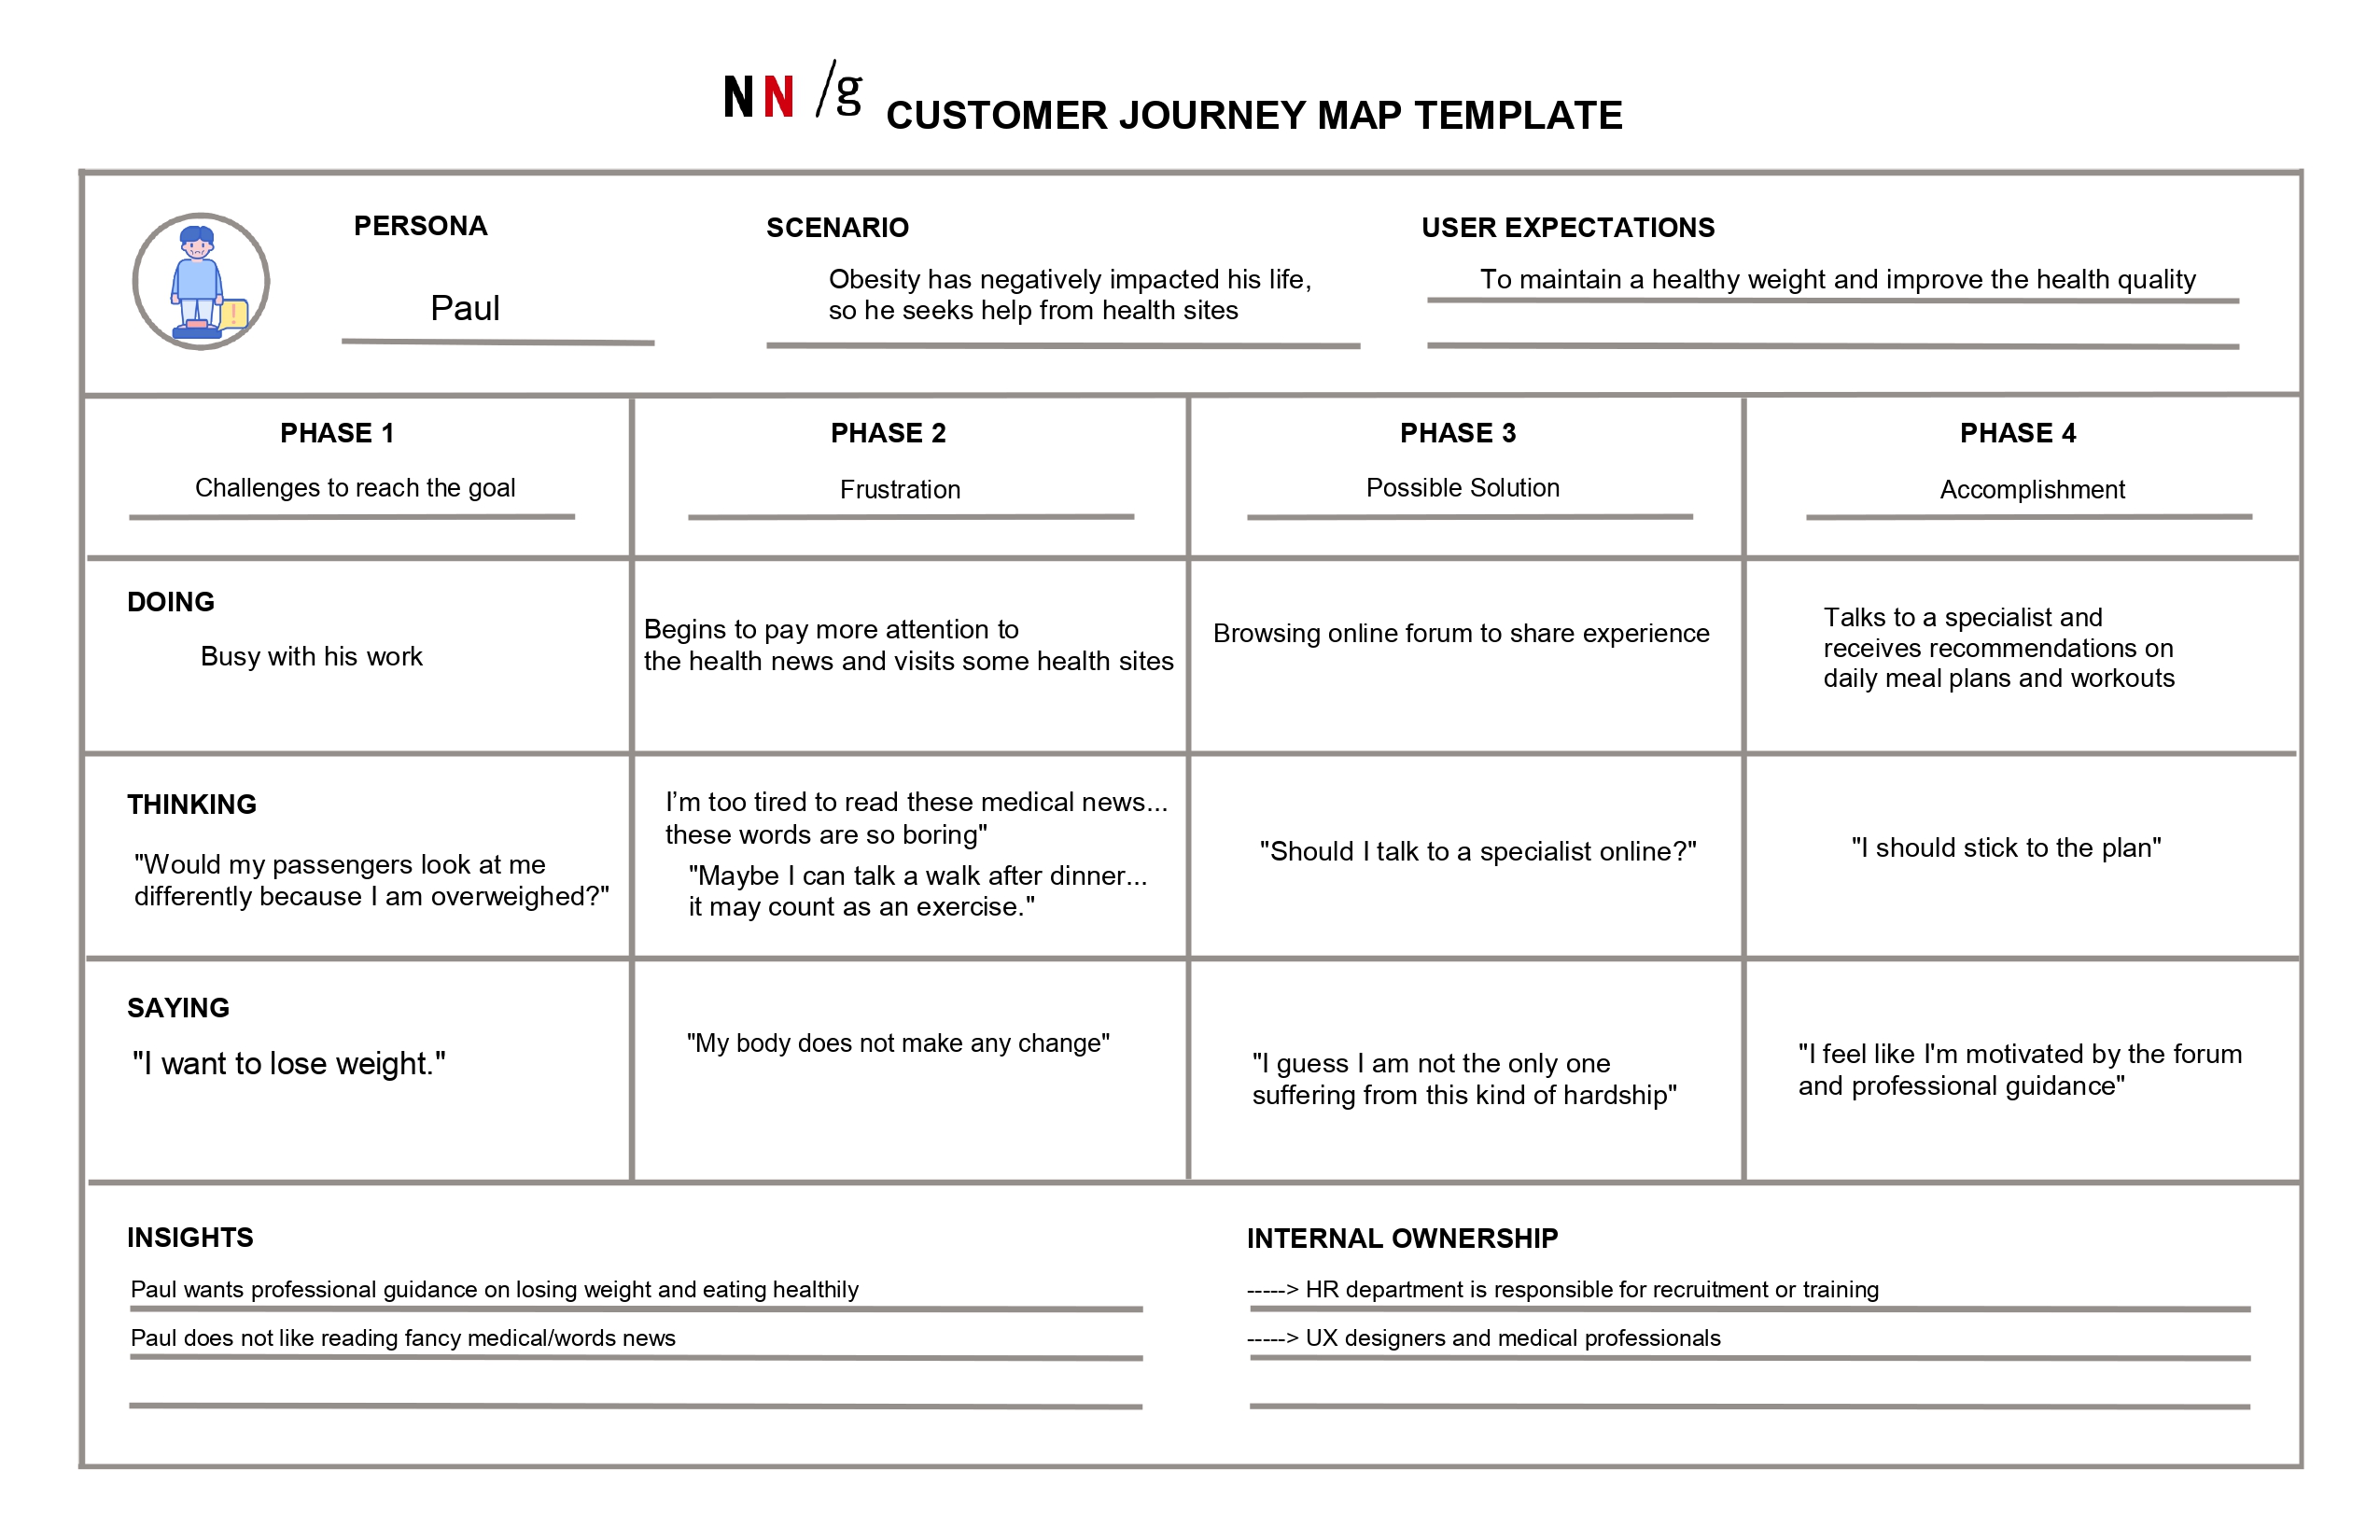 NN/g CUSTOMER JOURNEY MAP TEMPLATE
PERSONA
Paul
SCENARIO
Obesity has negatively impacted his life,
so he seeks help from health sites
USER EXPECTATIONS
To maintain a healthy weight and improve the health quality
PHASE 1
Challenges to reach the goal
PHASE 2
Frustration
PHASE 3
Possible Solution
PHASE 4
Accomplishment
DOING
Busy with his work
Begins to pay more attention to
the health news and visits some health sites
Browsing online forum to share experience
Talks to a specialist and
receives recommendations on
daily meal plans and workouts
THINKING
"Would my passengers look at me
differently because I am overweighed?"
I’m too tired to read these medical news...
these words are so boring"
"Maybe I can talk a walk after dinner...
it may count as an exercise."
"Should I talk to a specialist online?"
"I should stick to the plan"
SAYING
"I want to lose weight."
"My body does not make any change"
"I guess I am not the only one
suffering from this kind of hardship"
"I feel like I'm motivated by the forum
and professional guidance"
INSIGHTS
Paul wants professional guidance on losing weight and eating healthily
Paul does not like reading fancy medical/words news
INTERNAL OWNERSHIP
-----> HR department is responsible for recruitment or training
-----> UX designers and medical professionals